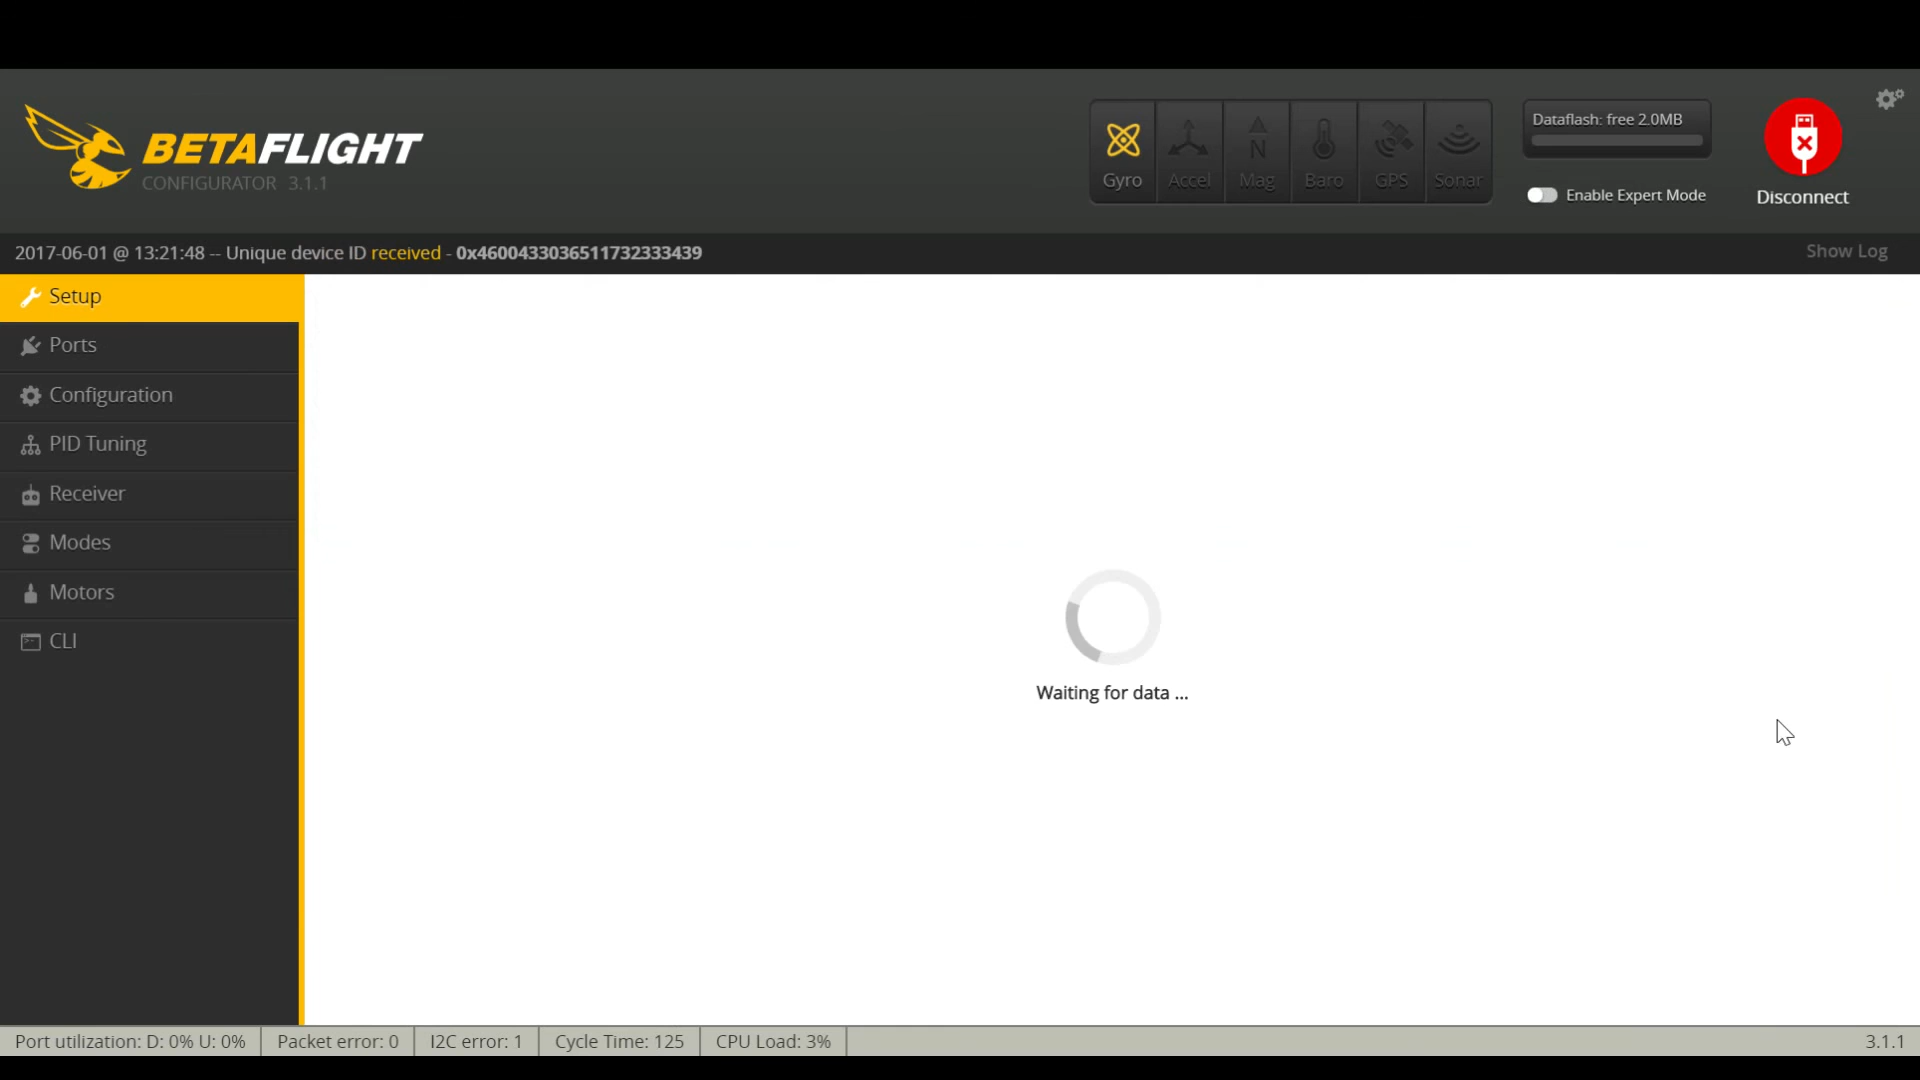 BETAFLIGHT
CONFIGURATOR 3.1.1
N
Gyro
Accel
Mag
Baro
GPS
Sonar
Dataflash: free 2.0MB
Enable Expert Mode
Disconnect
2017-06-01 @ 13:21:48 -- Unique device ID received - 0x4600433036511732333439
Show Log
Setup
Ports
Configuration
PID Tuning
Receiver
Modes
Motors
CLI
Waiting for data ...
Port utilization: D: 0% U: 0%
Packet error: 0
I2C error: 1
Cycle Time: 125
CPU Load: 3%
3.1.1